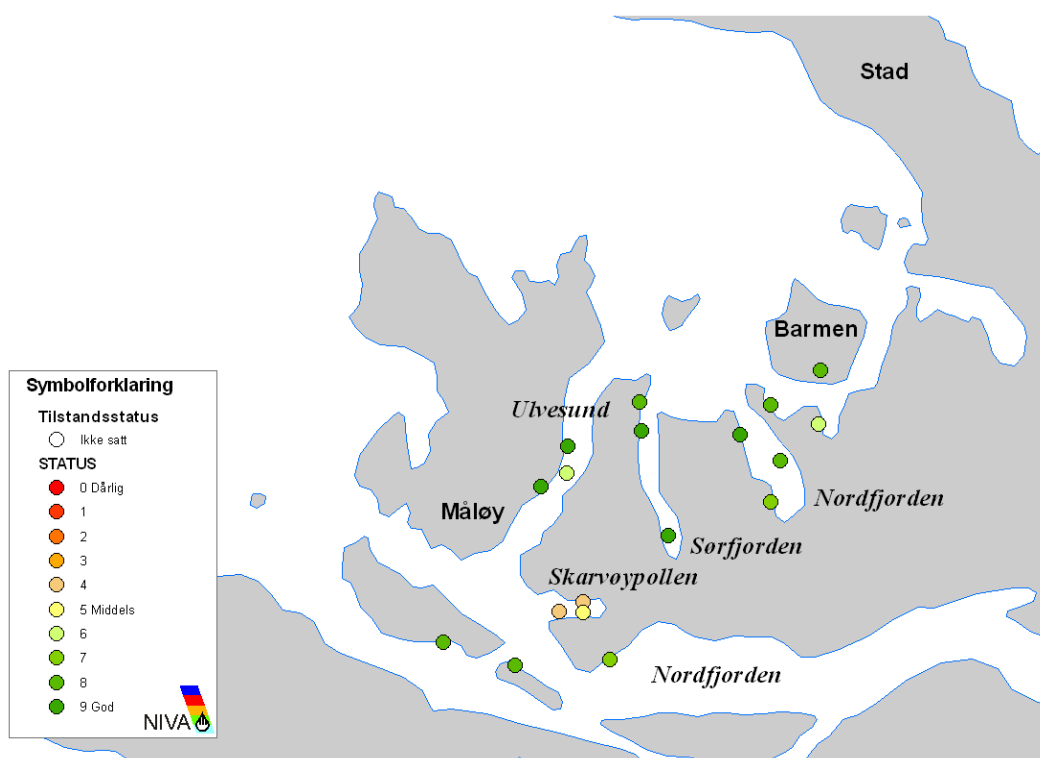 Stad
Barmen
Ulvesund
Måløy
Nordfjorden
Sørfjorden
Skarvøypollen
Nordfjorden
Symbolforklaring
Tilstandsstatus
Ikke satt
STATUS
0 Dårlig
1
2
3
4
5 Middels
6
7
8
9 God
NIVA